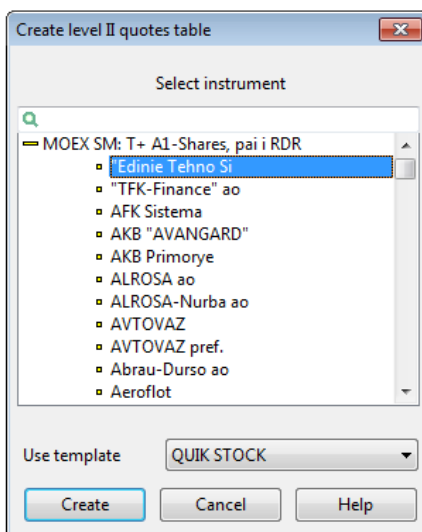 Create level II quotes table
Select instrument
MOEX SM: T+ A1-Shares, pai i RDR
"Edinie Tehno Si
"TFK-Finance" ao
AFK Sistema
AKB "AVANGARD"
AKB Primorye
ALROSA ao
ALROSA-Nurba ao
AVTOVAZ
AVTOVAZ pref.
Abrau-Durso ao
Aeroflot
Use template QUIK STOCK
Create Cancel Help